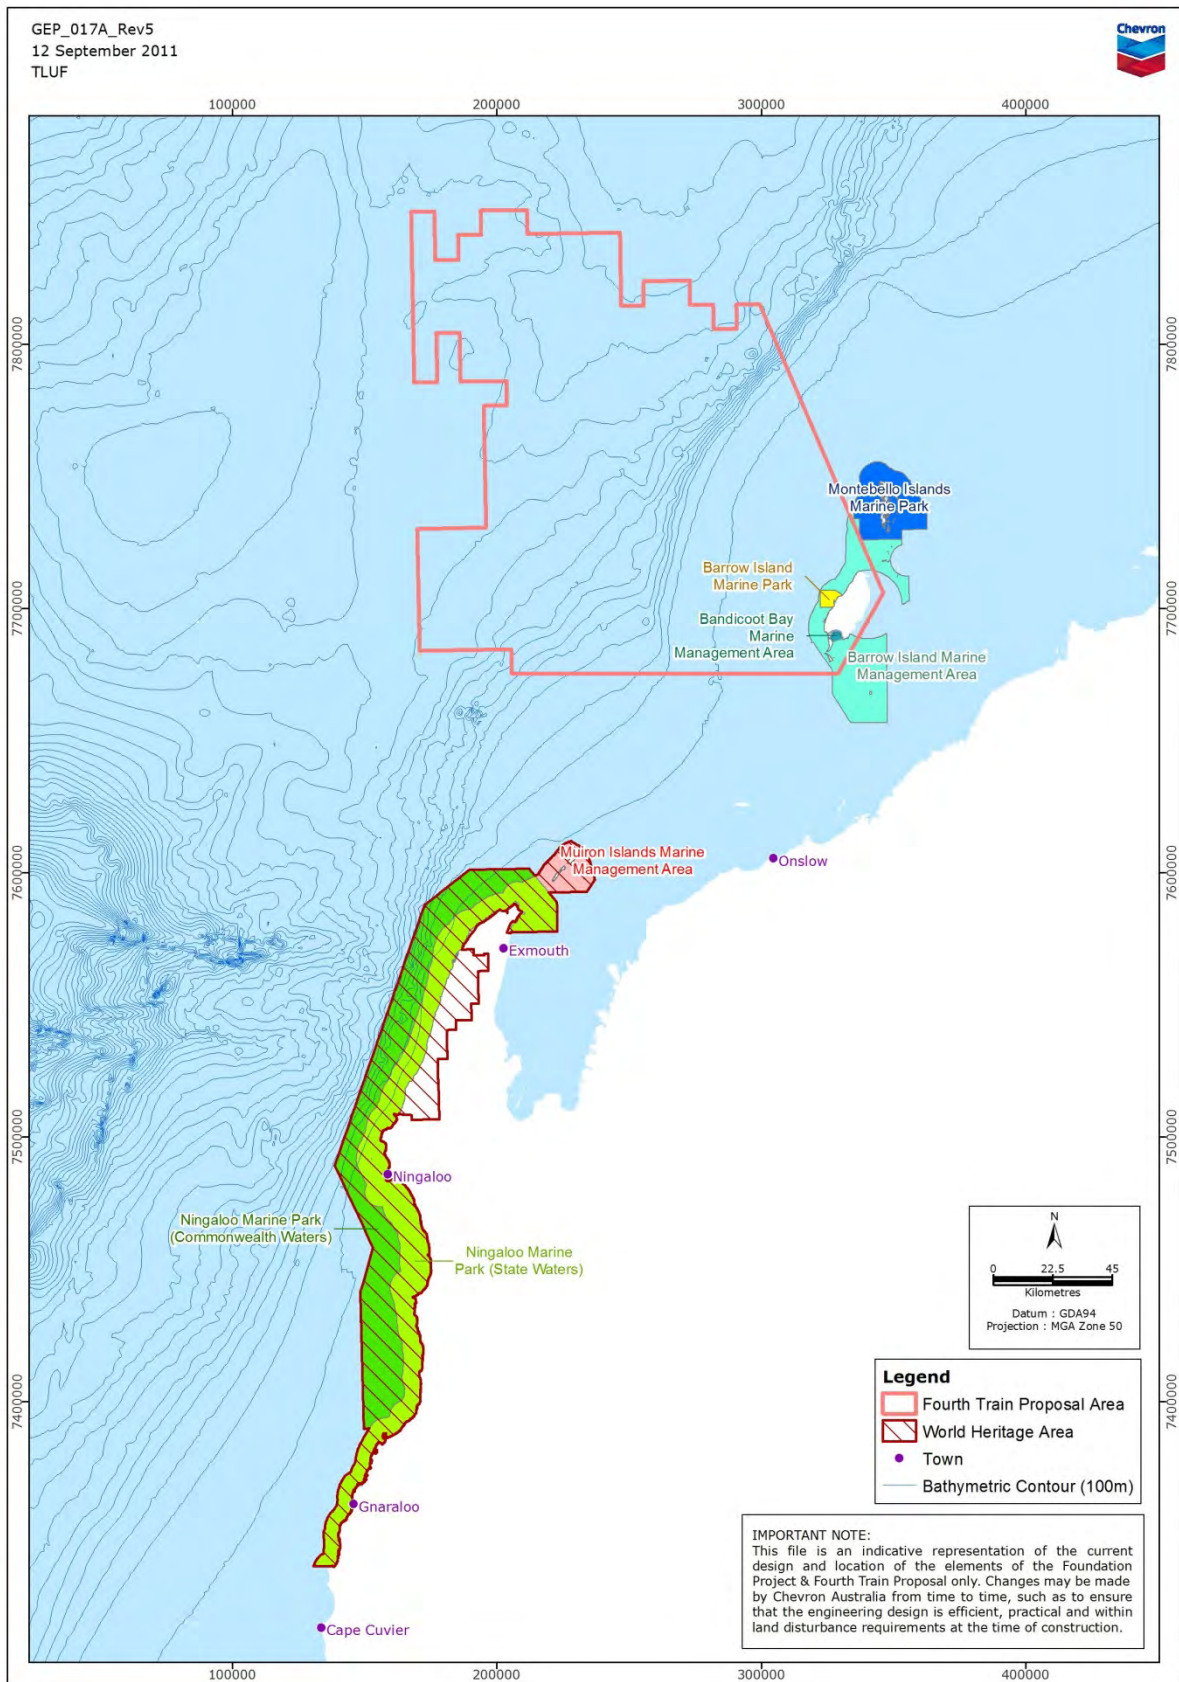 GEP_017A_Rev5
12 September 2011
TLUF
Chevron
100000
200000
300000
400000
7800000
7800000
Montebello Islands
Marine Park
Barrow Island
Marine Park
7700000
7700000
Bandicoot Bay
Marine
Management Area
Barrow Island Marine
Management Area
Muiron Islands Marine
Management Area
Onslow
7600000
7600000
Exmouth
7500000
7500000
Ningaloo
Ningaloo Marine Park
(Commonwealth Waters)
Ningaloo Marine
Park (State Waters)
N
0 22.5 45
Kilometres
Datum : GDA94
Projection : MGA Zone 50
Legend
Fourth Train Proposal Area
World Heritage Area
Town
Bathymetric Contour (100m)
7400000
7400000
Gnaraloo
Cape Cuvier
IMPORTANT NOTE:
This file is an indicative representation of the current
design and location of the elements of the Foundation
Project & Fourth Train Proposal only. Changes may be made
by Chevron Australia from time to time, such as to ensure
that the engineering design is efficient, practical and within
land disturbance requirements at the time of construction.
100000
200000
300000
400000